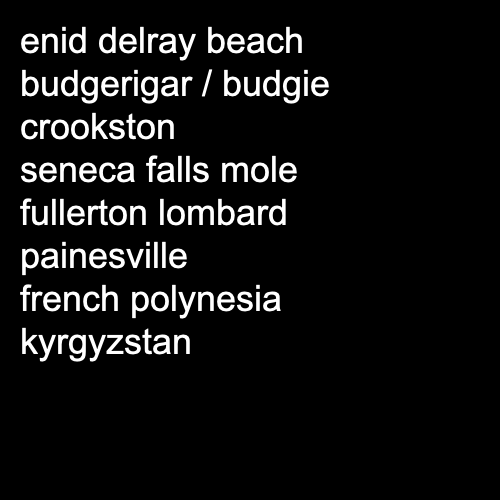 enid delray beach
budgerigar / budgie
crookston
seneca falls mole
fullerton lombard
painesville
french polynesia
kyrgyzstan